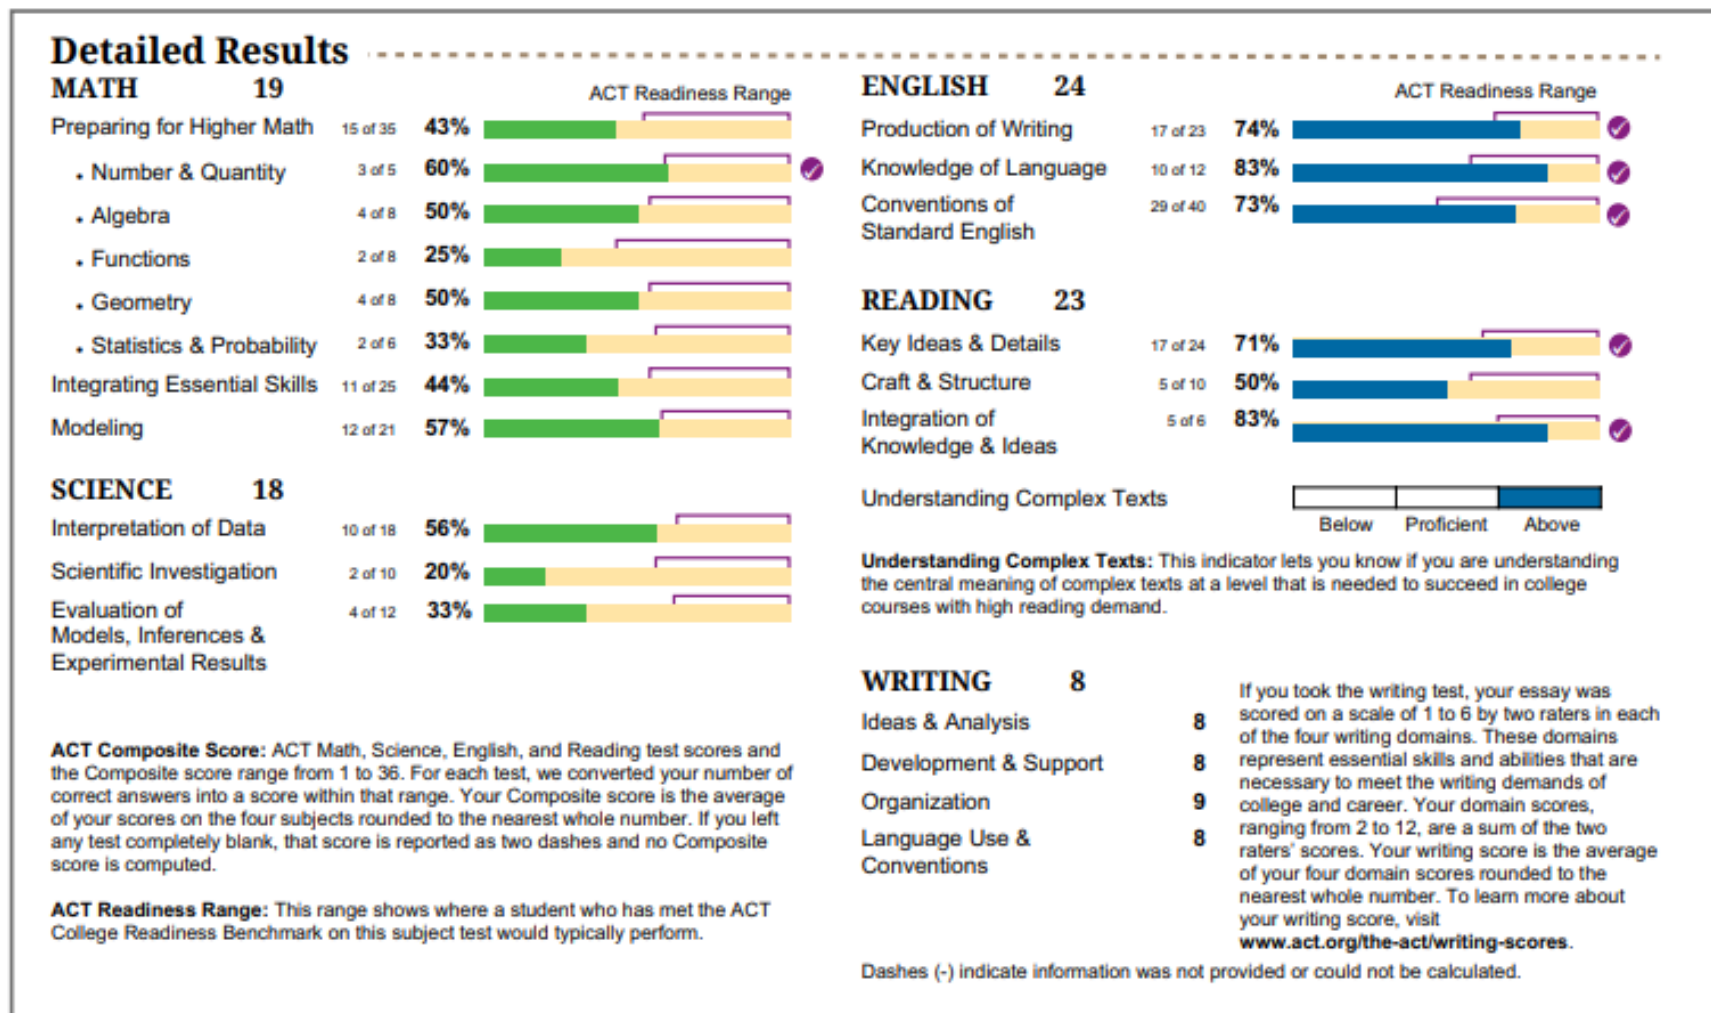 Detailed Results
MATH 19
ACT Readiness Range
Preparing for Higher Math 15 of 35 43%
• Number & Quantity 3 of 5 60%
• Algebra 4 of 8 50%
• Functions 2 of 8 25%
• Geometry 4 of 8 50%
• Statistics & Probability 2 of 6 33%
Integrating Essential Skills 11 of 25 44%
Modeling 12 of 21 57%
SCIENCE 18
Interpretation of Data 10 of 18 56%
Scientific Investigation 2 of 10 20%
Evaluation of 4 of 12 33%
Models, Inferences &
Experimental Results
ACT Composite Score: ACT Math, Science, English, and Reading test scores and
the Composite score range from 1 to 36. For each test, we converted your number of
correct answers into a score within that range. Your Composite score is the average
of your scores on the four subjects rounded to the nearest whole number. If you left
any test completely blank, that score is reported as two dashes and no Composite
score is computed.
ACT Readiness Range: This range shows where a student who has met the ACT
College Readiness Benchmark on this subject test would typically perform.
ENGLISH 24
ACT Readiness Range
Production of Writing 17 of 23 74%
Knowledge of Language 10 of 12 83%
Conventions of 29 of 40 73%
Standard English
READING 23
Key Ideas & Details 17 of 24 71%
Craft & Structure 5 of 10 50%
Integration of 5 of 6 83%
Knowledge & Ideas
Understanding Complex Texts
Below Proficient Above
Understanding Complex Texts: This indicator lets you know if you are understanding
the central meaning of complex texts at a level that is needed to succeed in college
courses with high reading demand.
WRITING 8
Ideas & Analysis 8
Development & Support 8
Organization 9
Language Use & 8
Conventions
If you took the writing test, your essay was
scored on a scale of 1 to 6 by two raters in each
of the four writing domains. These domains
represent essential skills and abilities that are
necessary to meet the writing demands of
college and career. Your domain scores,
ranging from 2 to 12, are a sum of the two
raters' scores. Your writing score is the average
of your four domain scores rounded to the
nearest whole number. To learn more about
your writing score, visit
www.act.org/the-act/writing-scores.
Dashes (-) indicate information was not provided or could not be calculated.